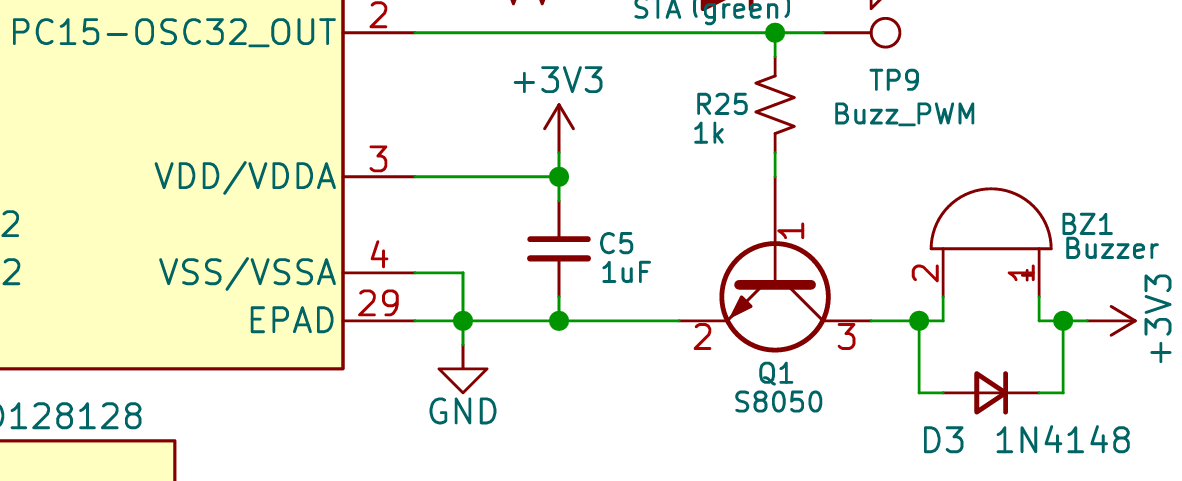 STA (green)
PC15-OSC32_OUT
2
TP9
Buzz_PWM
+3V3
R25
1k
VDD/VDDA
3
2
C5
1uF
1
BZ1
Buzzer
2
VSS/VSSA
4
2
1
+3V3
EPAD
29
2
3
Q1
S8050
GND
128128
D3 1N4148